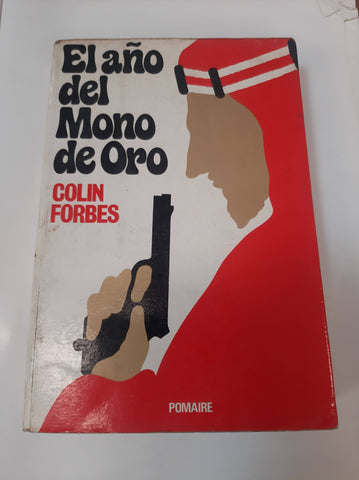 El año
del
Mono
de Oro
COLIN
FORBES
POMAIRE